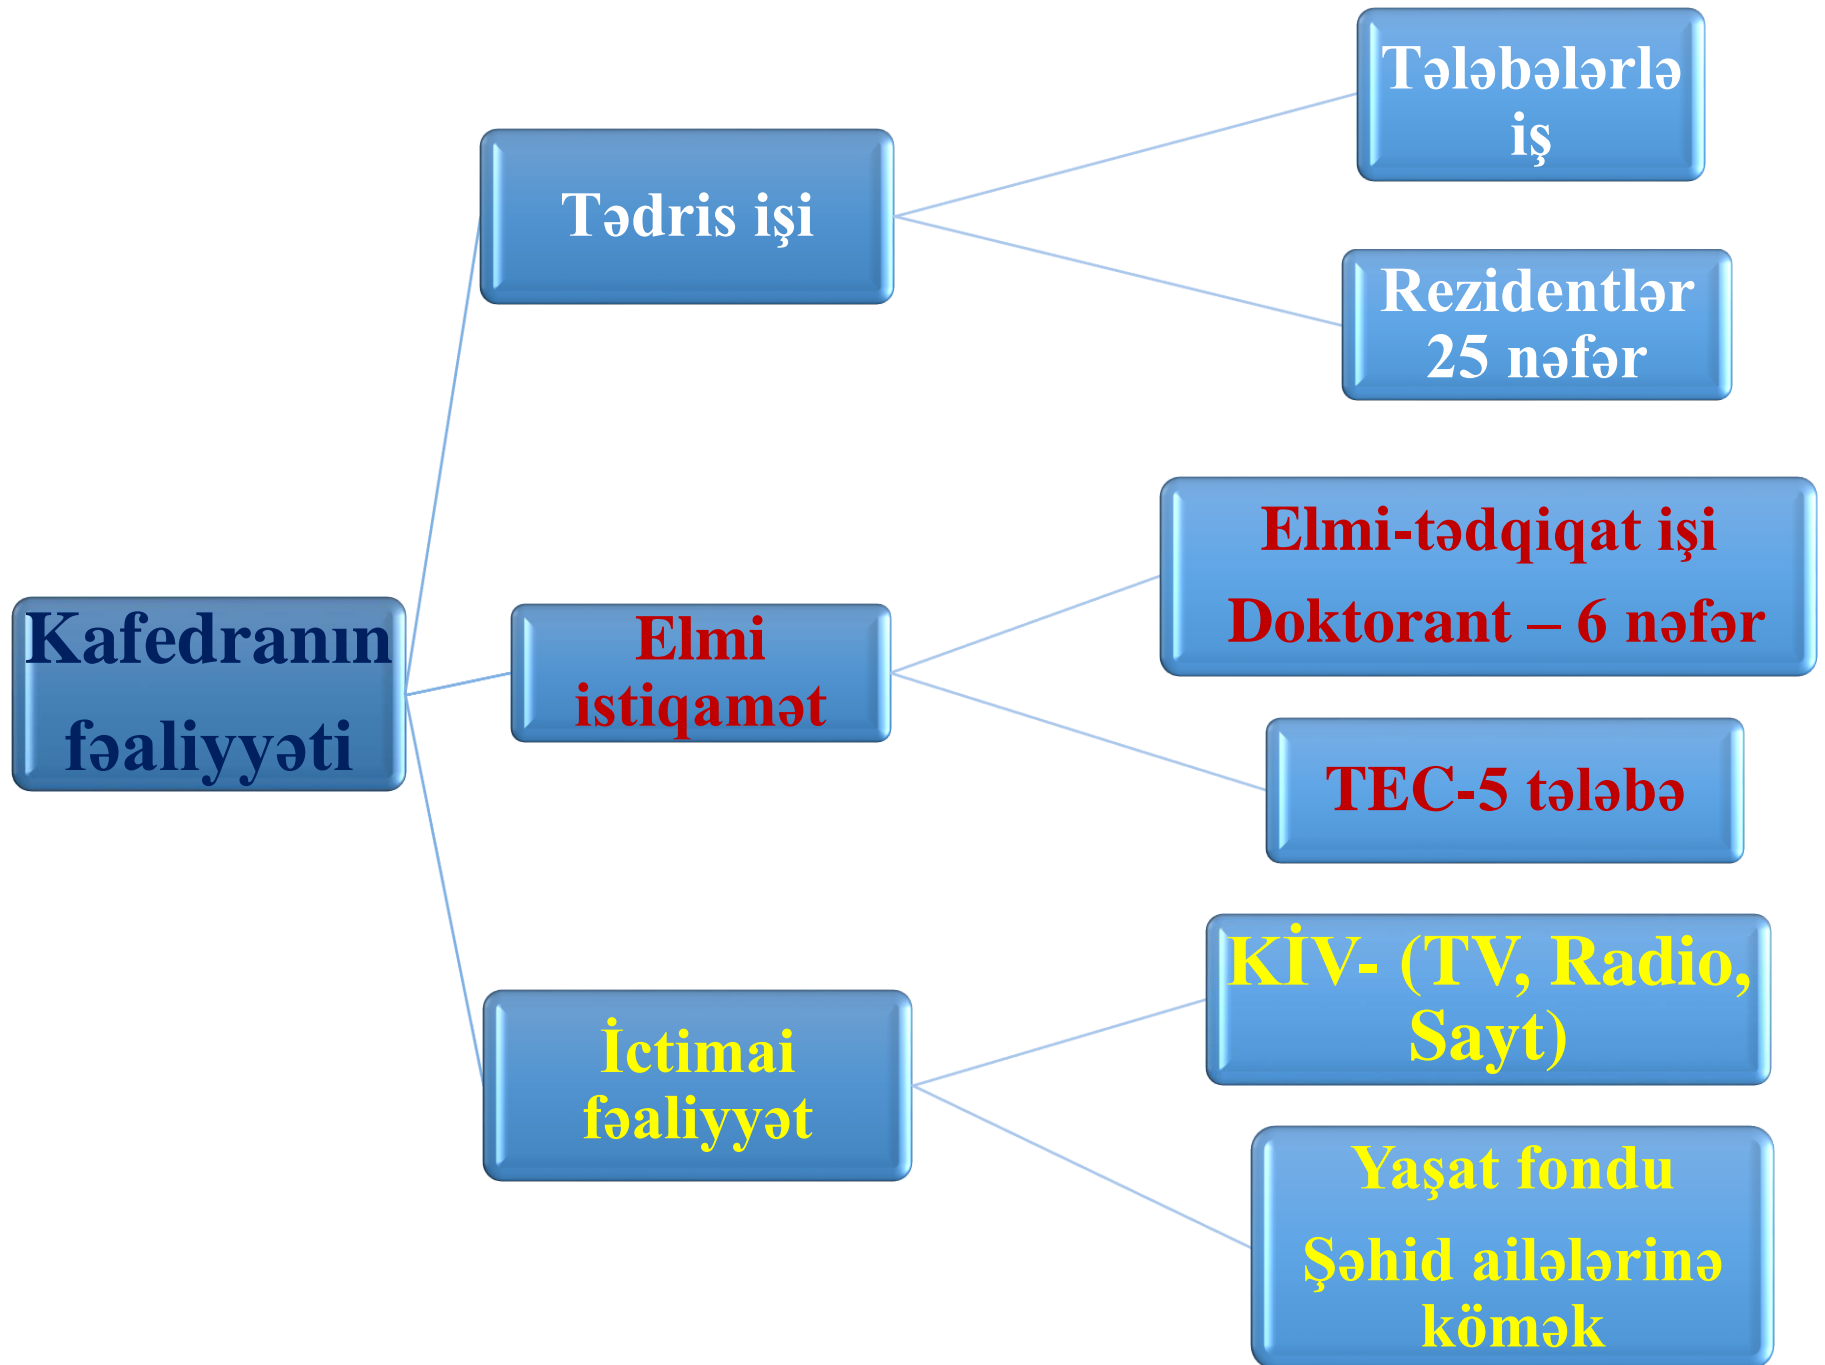 Kafedranın
fəaliyyəti
Tədris işi
Tələbələrlə
iş
Rezidentlər
25 nəfər
Elmi
istiqamət
Elmi-tədqiqat işi
Doktorant – 6 nəfər
TEC-5 tələbə
İctimai
fəaliyyət
KİV- (TV, Radio,
Sayt)
Yaşat fondu
Şəhid ailələrinə
kömək